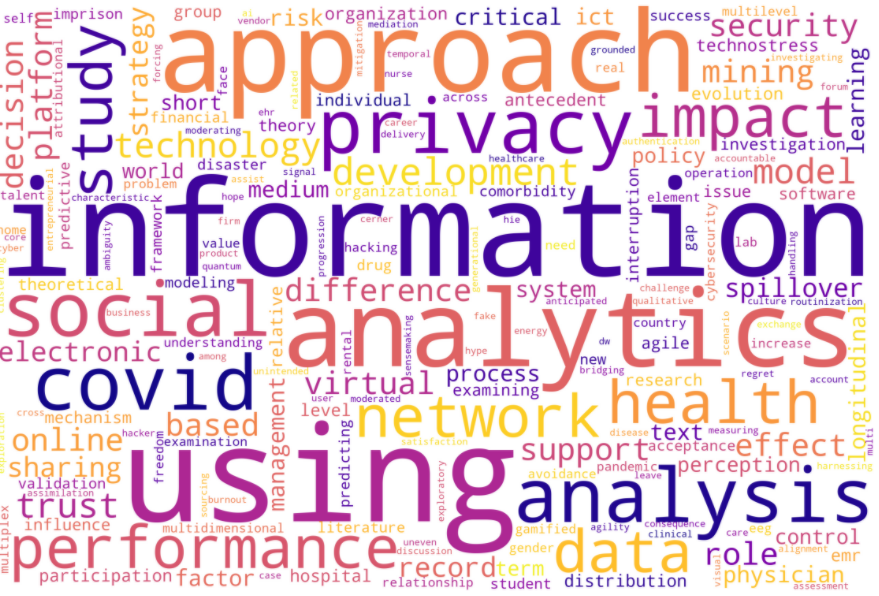 self
imprison
group
al
vendor
risk
organization
mediation
critical
ict
success
multilevel
approach
security
technostress
decision
platform
attributional
study
strategy
forcing
face
related
mitigation
temporal
nurse
grounded
real
investigating
mining
forum
learning
short
individual
across
antecedent
evolution
financial
moderating
ehr
theory
career
delivery
privacy
impact
authentication
investigation
technology
world
disaster
signal
healthcare
development
policy
accountable
model
talent
characteristic
problem
assist
hope
medium
organizational
comorbidity
operation
issue
element
software
entrepreneurial
predictive
information
home
core
cyber
ambiguity
framework
firm
value
product
quantum
progression
cerner
hacking
drug
hie
generational
need
interruption
gap
cybersecurity
lab
handling
theoretical
modeling
difference
system
anticipated
challenge
qualitative
spillover
culture
routinization
social
business
relative
analytics
fake
energy
hype
country
agile
scenario
exchange
increase
longitudinal
electronic
understanding
among
unintended
rental
sensemaking
dw
bridging
new
regret
account
covid
virtual
process
examining
research
health
user
moderated
level
management
network
cross
mechanism
based
online
hacker
examination
freedom
predicting
satisfaction
disease
text
measuring
multi
effect
acceptance
support
sharing
using
exploratory
avoidance
pandemic
leave
perception
harnessing
validation
assimilation
sourcing
burnout
analysis
trust
influence
multidimensional
literature
gamified
agility
consequence
clinical
care
eeg
control
multiplex
performance
uneven
discussion
gender
data
role
alignment
emr
record
term
participation
factor
case
hospital
relationship
student
distribution
visual
physician
assessment